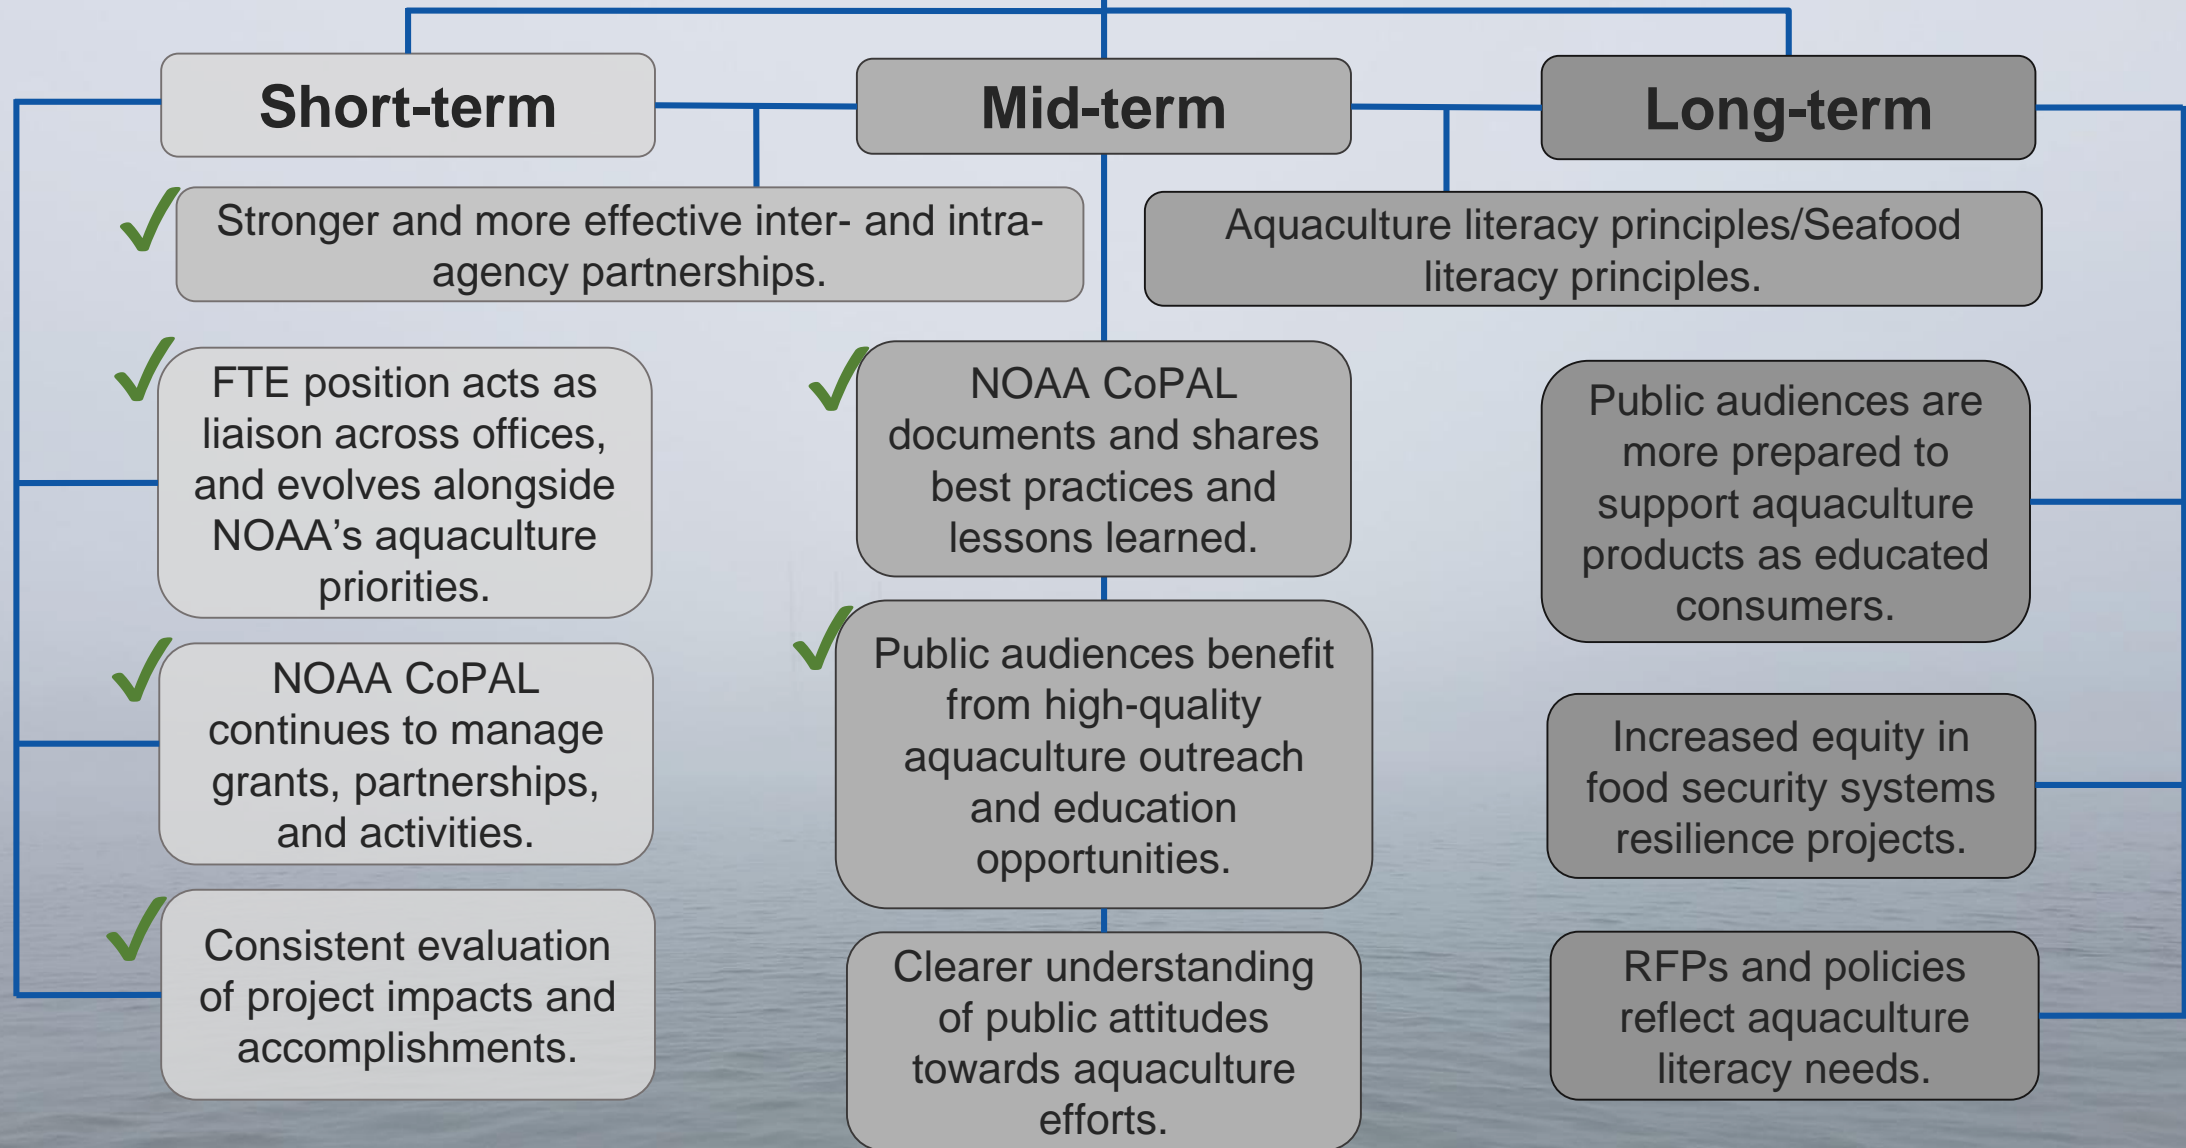 Short-term
Mid-term
Long-term
Stronger and more effective inter- and intra-
agency partnerships.
Aquaculture literacy principles/Seafood
literacy principles.
FTE position acts as
liaison across offices,
and evolves alongside
NOAA’s aquaculture
priorities.
NOAA CoPAL
continues to manage
grants, partnerships,
and activities.
Consistent evaluation
of project impacts and
accomplishments.
NOAA CoPAL
documents and shares
best practices and
lessons learned.
Public audiences benefit
from high-quality
aquaculture outreach
and education
opportunities.
Clearer understanding
of public attitudes
towards aquaculture
efforts.
Public audiences are
more prepared to
support aquaculture
products as educated
consumers.
Increased equity in
food security systems
resilience projects.
RFPs and policies
reflect aquaculture
literacy needs.